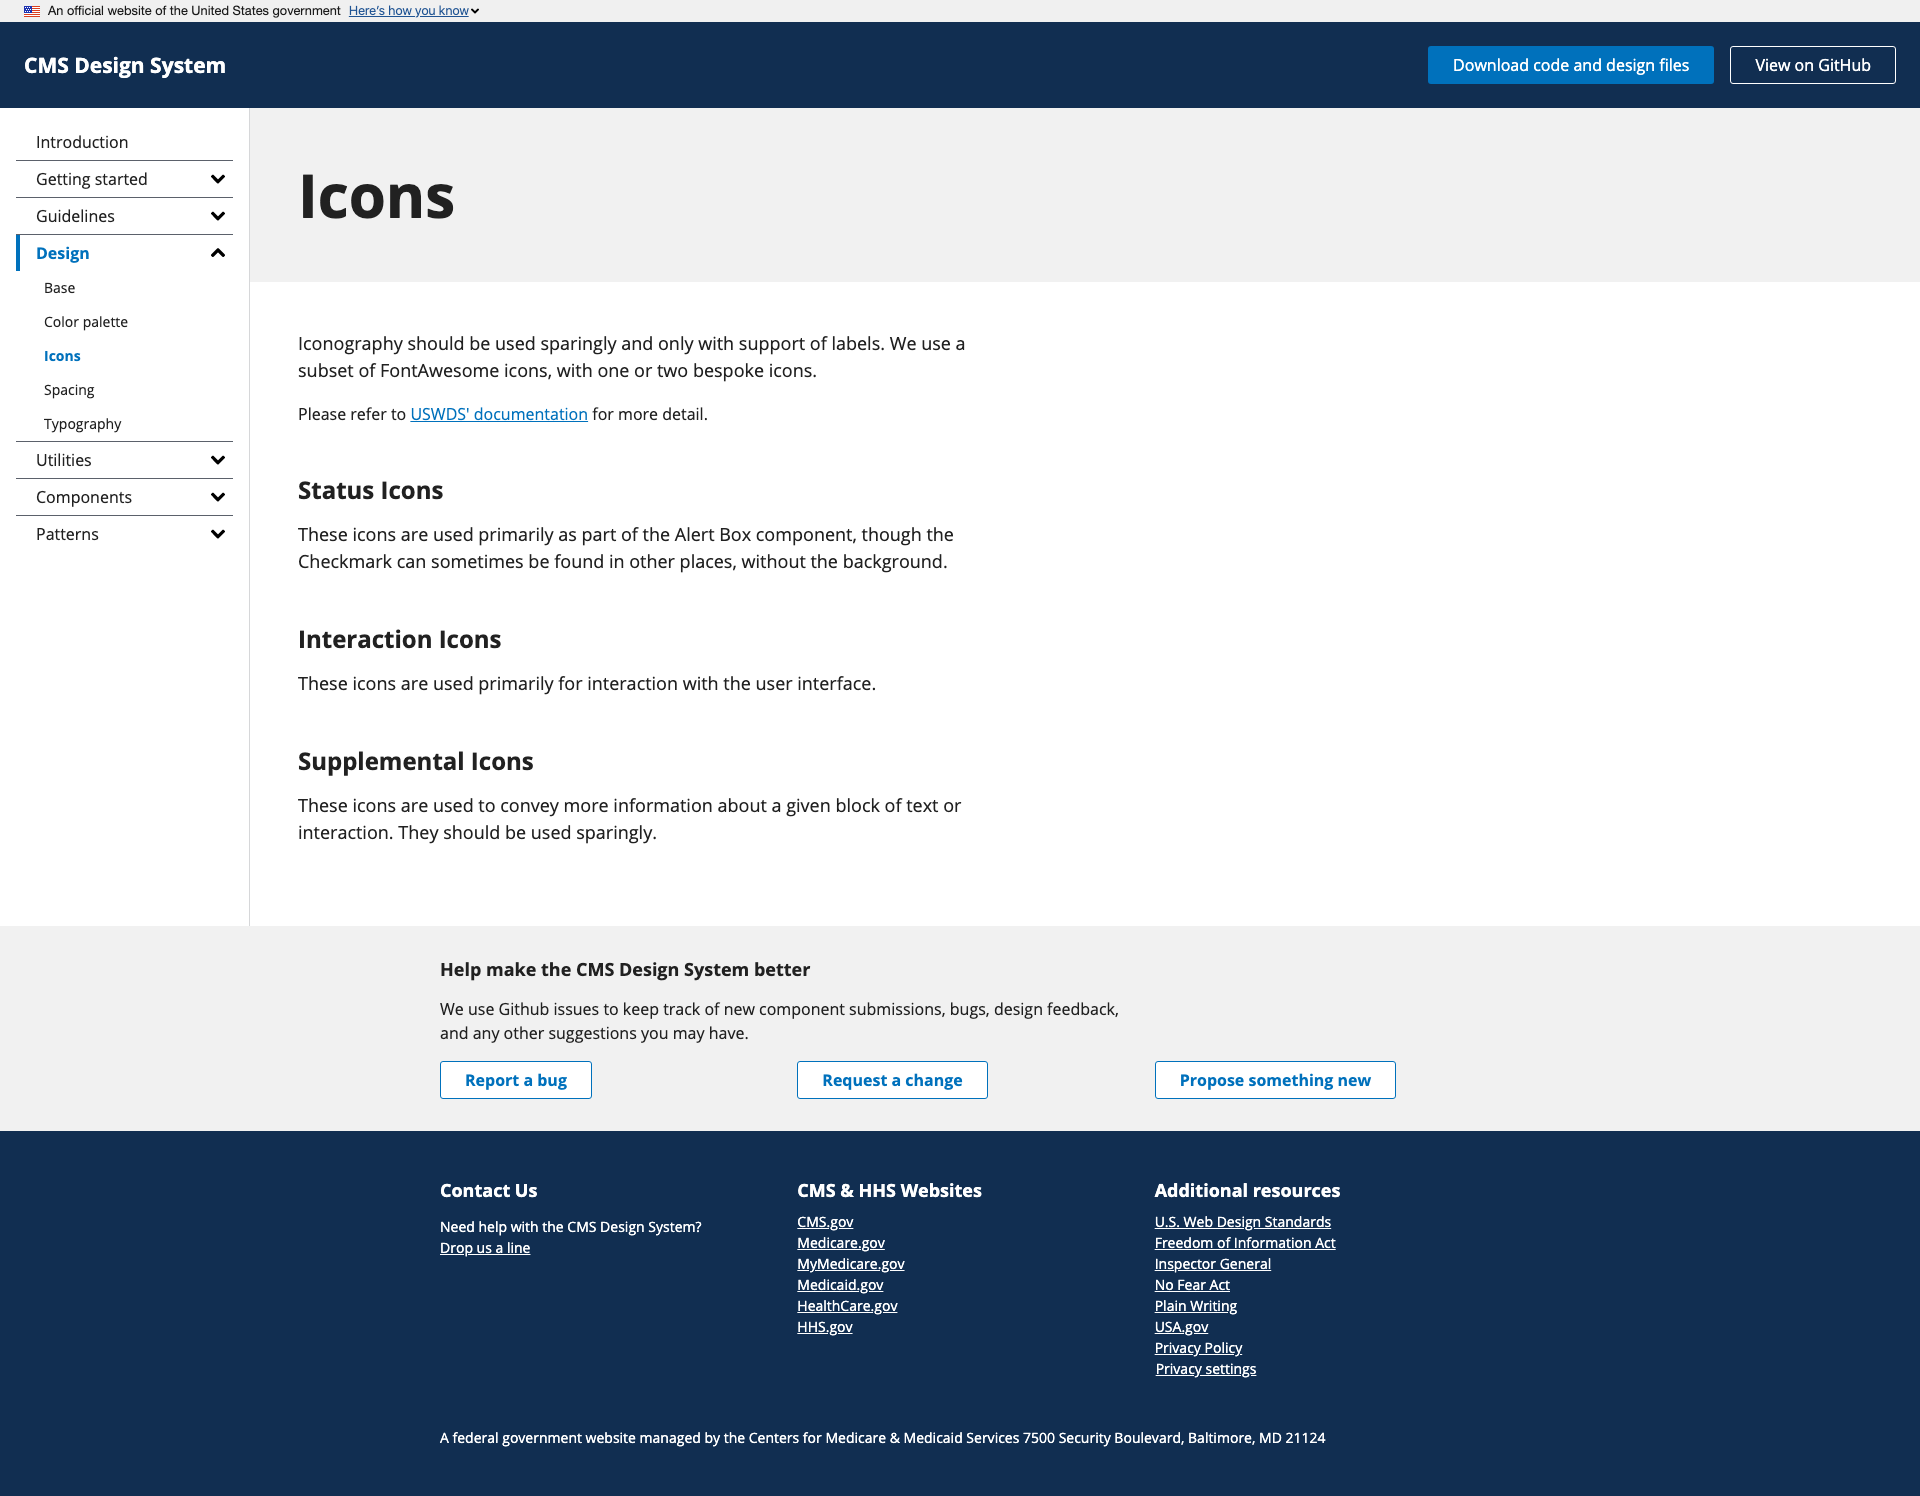 An official website of the United States government Here's how you know
CMS Design System
Download code and design files
View on GitHub
Introduction
Getting started
Guidelines
Design
Base
Color palette
Icons
Spacing
Typography
Utilities
Components
Patterns
Icons
Iconography should be used sparingly and only with support of labels. We use a
subset of FontAwesome icons, with one or two bespoke icons.
Please refer to USWDS' documentation for more detail.
Status Icons
These icons are used primarily as part of the Alert Box component, though the
Checkmark can sometimes be found in other places, without the background.
Interaction Icons
These icons are used primarily for interaction with the user interface.
Supplemental Icons
These icons are used to convey more information about a given block of text or
interaction. They should be used sparingly.
Help make the CMS Design System better
We use Github issues to keep track of new component submissions, bugs, design feedback,
and any other suggestions you may have.
Report a bug
Request a change
Propose something new
Contact Us
Need help with the CMS Design System?
Drop us a line
CMS & HHS Websites
CMS.gov
Medicare.gov
MyMedicare.gov
Medicaid.gov
HealthCare.gov
HHS.gov
Additional resources
U.S. Web Design Standards
Freedom of Information Act
Inspector General
No Fear Act
Plain Writing
USA.gov
Privacy Policy
Privacy settings
A federal government website managed by the Centers for Medicare & Medicaid Services 7500 Security Boulevard, Baltimore, MD 21124